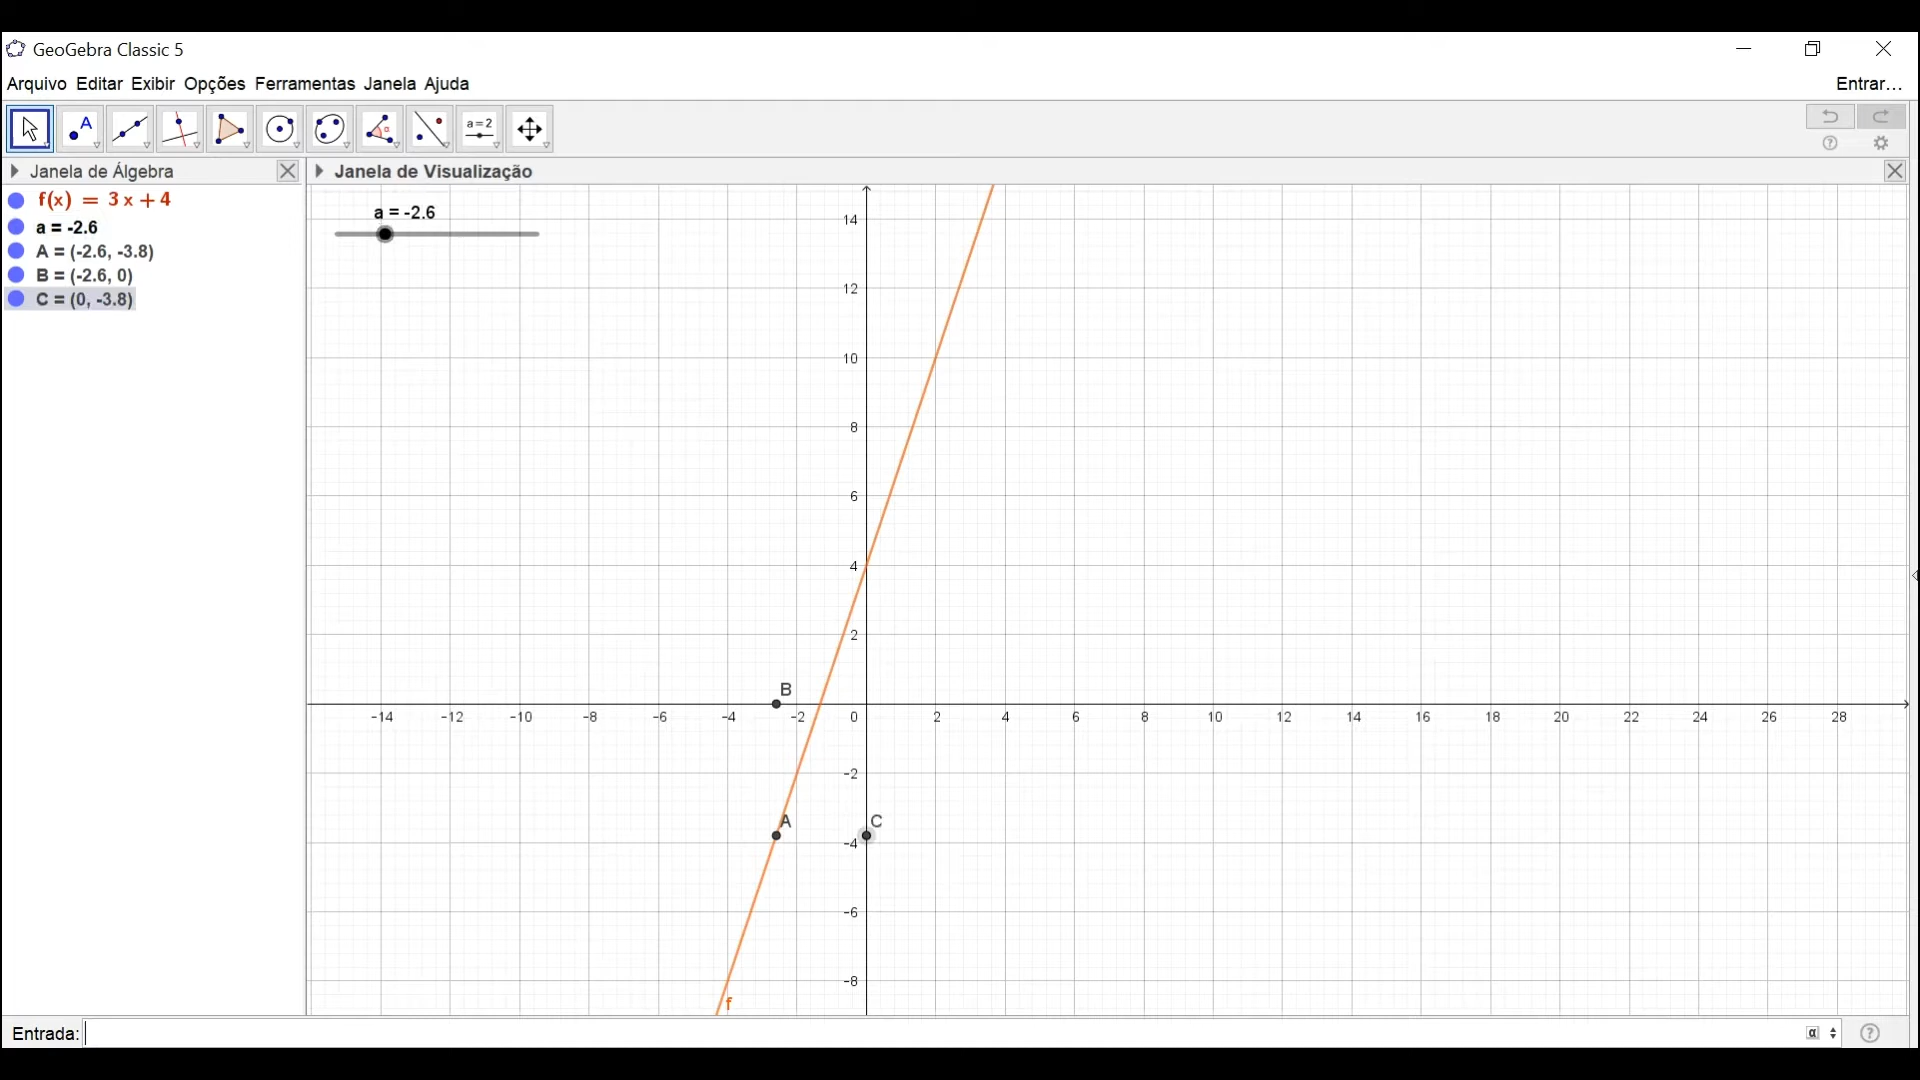 GeoGebra Classic 5
Arquivo Editar Exibir Opções Ferramentas Janela Ajuda Entrar...
A α a=2
Janela de Álgebra
Janela de Visualização
f(x) = 3 x + 4
a = -2.6
A = (-2.6, -3.8)
B = (-2.6, 0)
C = (0, -3.8)
a = -2.6
14
12
10
8
6
4
2
B
-14 -12 -10 -8 -6 -4 -2 0 2 4 6 8 10 12 14 16 18 20 22 24 26 28
-2
A C
-4
-6
-8
f
Entrada: α ?